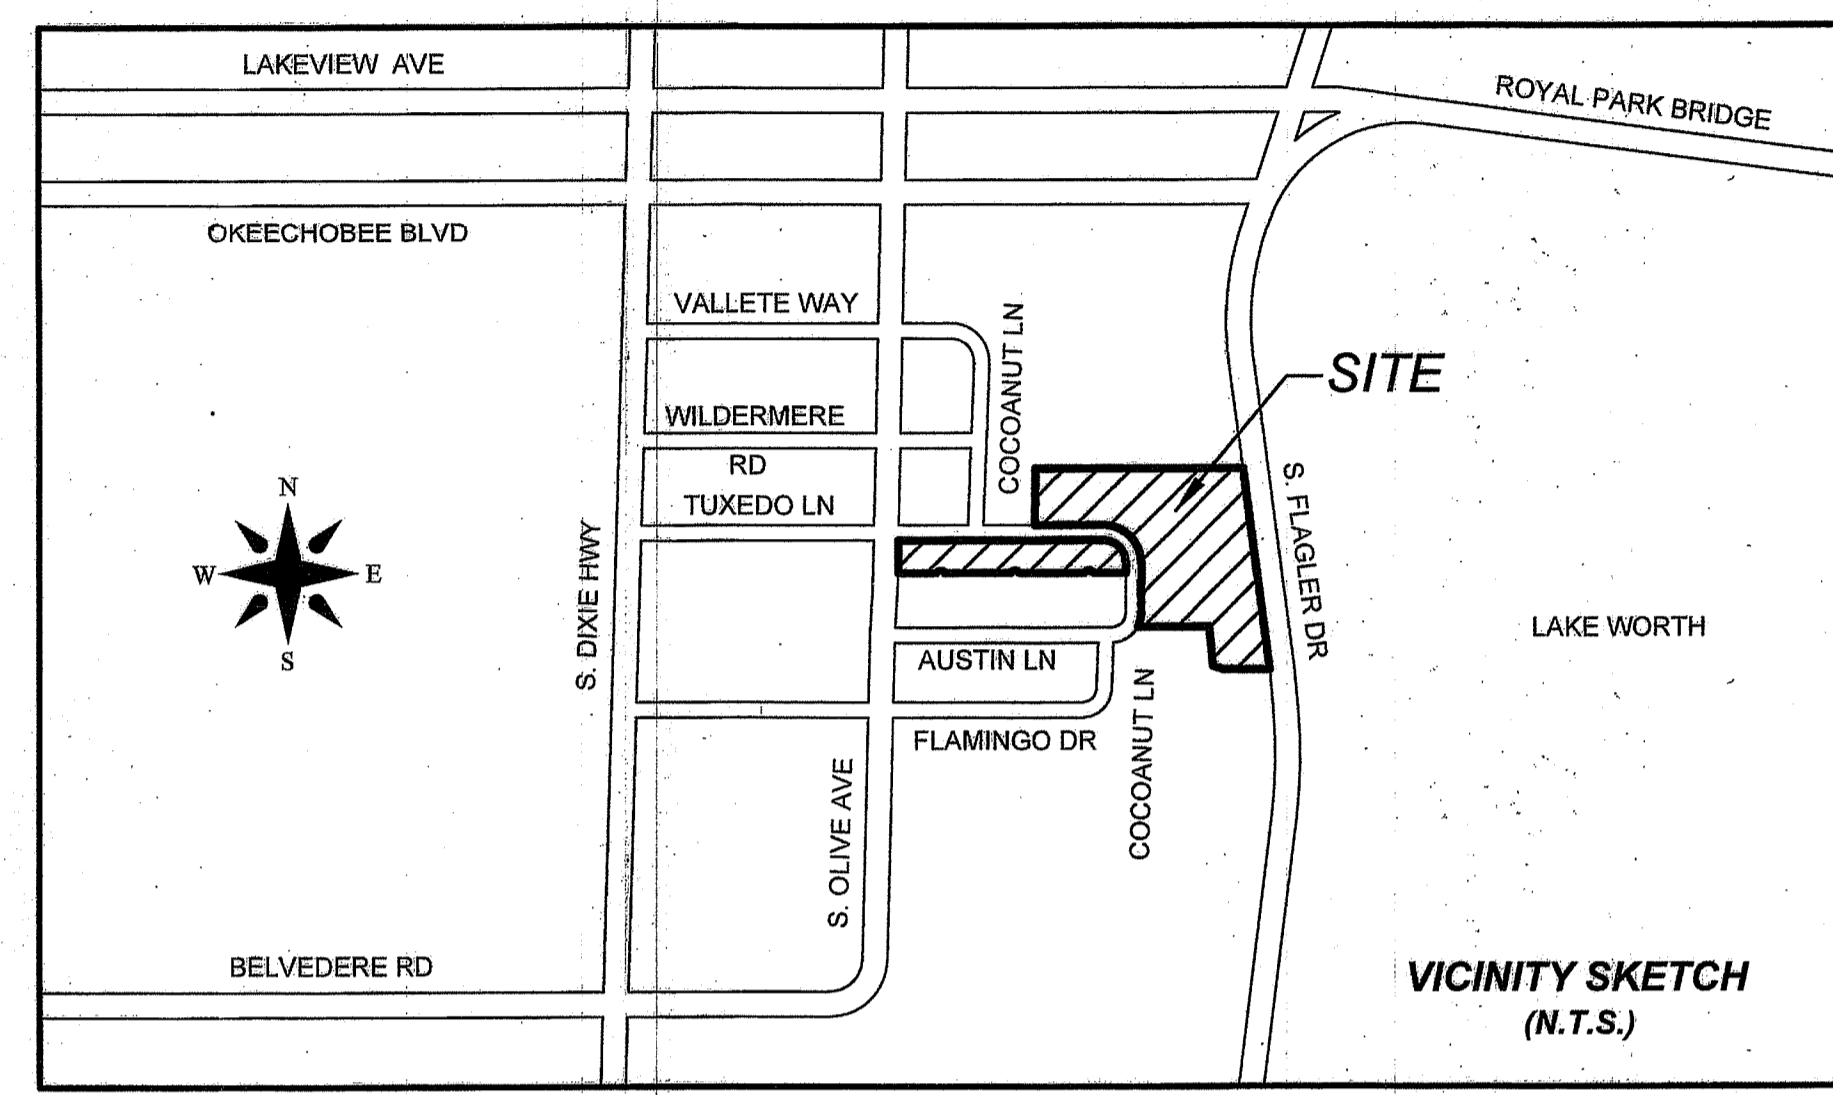 LAKEVIEW AVE
ROYAL PARK BRIDGE
OKEECHOBEE BLVD
VALLETE WAY
COCOANUT LN
SITE
WILDERMERE
RD
TUXEDO LN
N
W
E
S
S. DIXIE HWY
S. FLAGLER DR
LAKE WORTH
AUSTIN LN
FLAMINGO DR
COCOANUT LN
S. OLIVE AVE
BELVEDERE RD
VICINITY SKETCH
(N.T.S.)